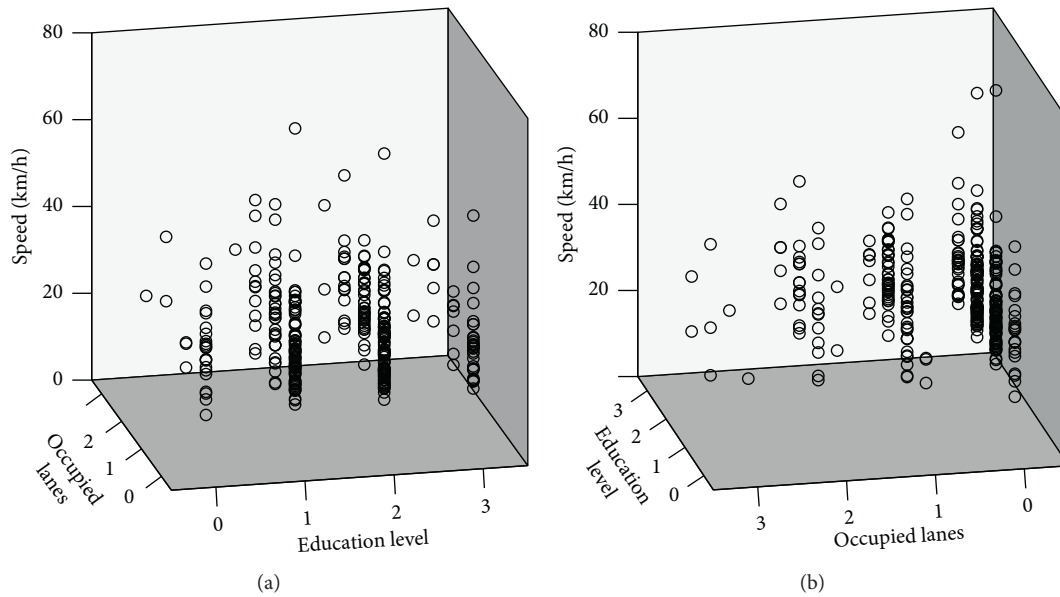 80
60
40
20
0
Speed (km/h)
2
1
0
Occupied
lanes
0
1
2
3
Education level
(a)
80
60
40
20
Speed (km/h)
3
2
1
0
Education
level
3
2
1
0
Occupied lanes
(b)